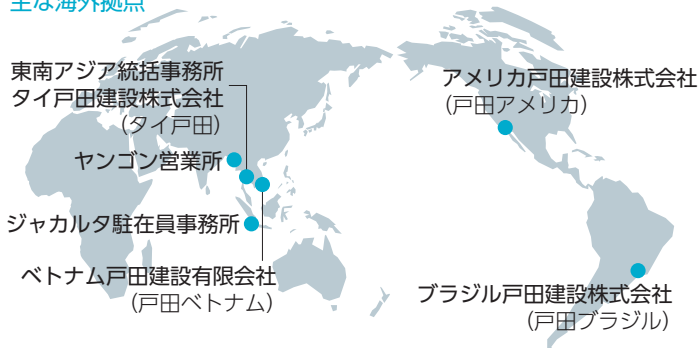 主な海外拠点
東南アジア統括事務所
タイ戸田建設株式会社
（タイ戸田）
ヤンゴン営業所
ジャカルタ駐在員事務所
ベトナム戸田建設有限会社
（戸田ベトナム）
アメリカ戸田建設株式会社
（戸田アメリカ）
ブラジル戸田建設株式会社
（戸田ブラジル）